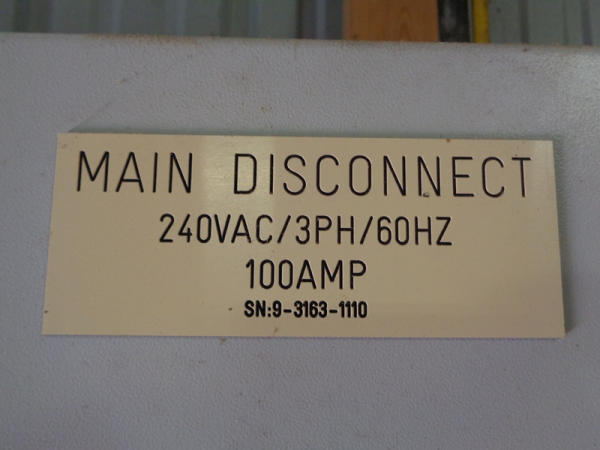 MAIN DISCONNECT
240VAC/3PH/60HZ
100AMP
SN:9-3163-1110